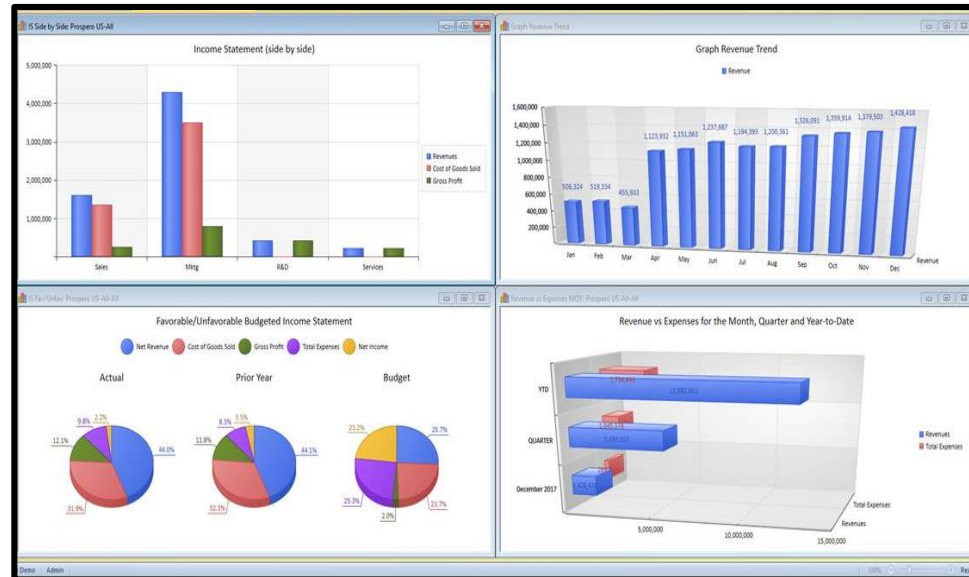 IS Side by Side: Prospero US-All
Income Statement (side by side)
5,000,000
4,000,000
3,000,000
2,000,000
1,000,000
Revenues
Cost of Goods Sold
Gross Profit
Sales
Mktg
R&D
Services
Graph Revenue Trend
Graph Revenue Trend
Revenue
1,600,000
1,400,000
1,200,000
1,000,000
800,000
600,000
400,000
200,000
506,324
519,334
455,932
1,123,932
1,151,063
1,237,687
1,194,393
1,200,361
1,326,091
1,359,914
1,379,503
1,428,418
Jan
Feb
Mar
Apr
May
Jun
Jul
Aug
Sep
Oct
Nov
Dec
Revenue
IS Fav/Unfav: Prospero US-All-All
Favorable/Unfavorable Budgeted Income Statement
Net Revenue
Cost of Goods Sold
Gross Profit
Total Expenses
Net Income
Actual
Prior Year
Budget
2.2%
9.8%
12.1%
44.0%
31.9%
3.5%
8.3%
11.8%
44.1%
32.3%
23.2%
25.7%
25.3%
2.0%
23.7%
Revenue vs Expenses MQY: Prospero US-All-All
Revenue vs Expenses for the Month, Quarter and Year-to-Date
YTD
QUARTER
December 2017
5,000,000
10,000,000
15,000,000
Total Expenses
Revenues
Revenues
Total Expenses
Demo
Admin
100%